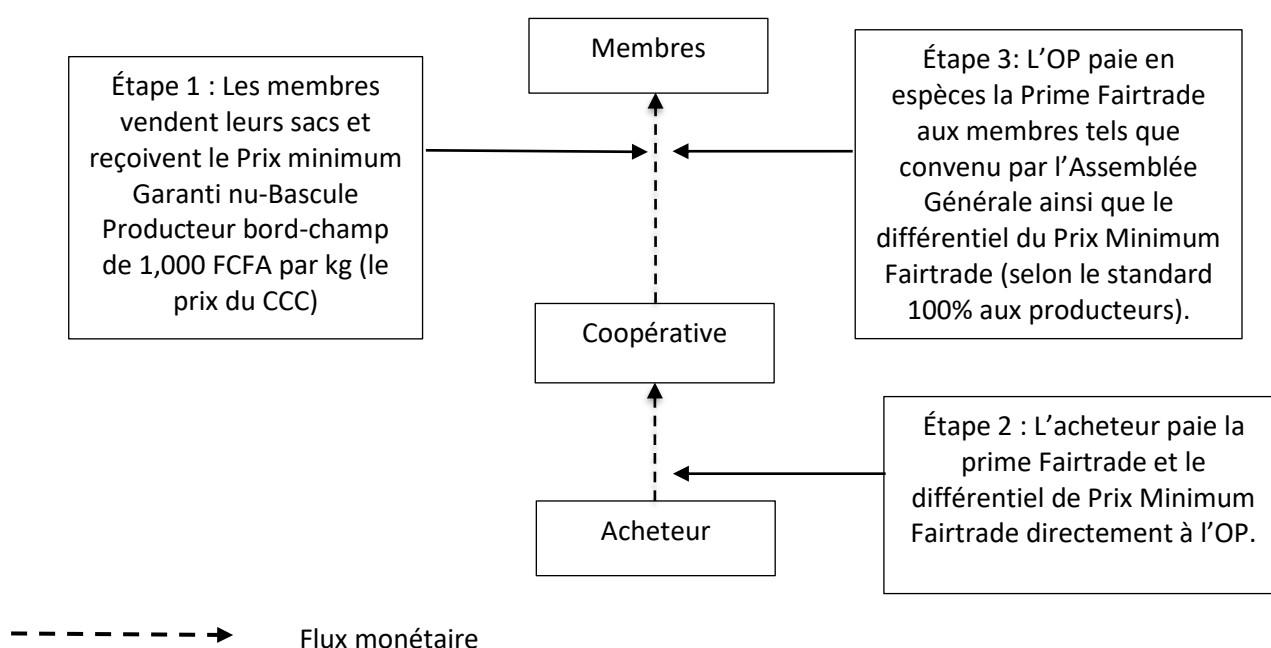 Membres
Étape 1 : Les membres
vendent leurs sacs et
reçoivent le Prix minimum
Garanti nu-Bascule
Producteur bord-champ
de 1,000 FCFA par kg (le
prix du CCC)
Étape 3: L’OP paie en
espèces la Prime Fairtrade
aux membres tels que
convenu par l’Assemblée
Générale ainsi que le
différentiel du Prix Minimum
Fairtrade (selon le standard
100% aux producteurs).
Coopérative
Étape 2 : L’acheteur paie la
prime Fairtrade et le
différentiel de Prix Minimum
Fairtrade directement à l’OP.
Acheteur
Flux monétaire